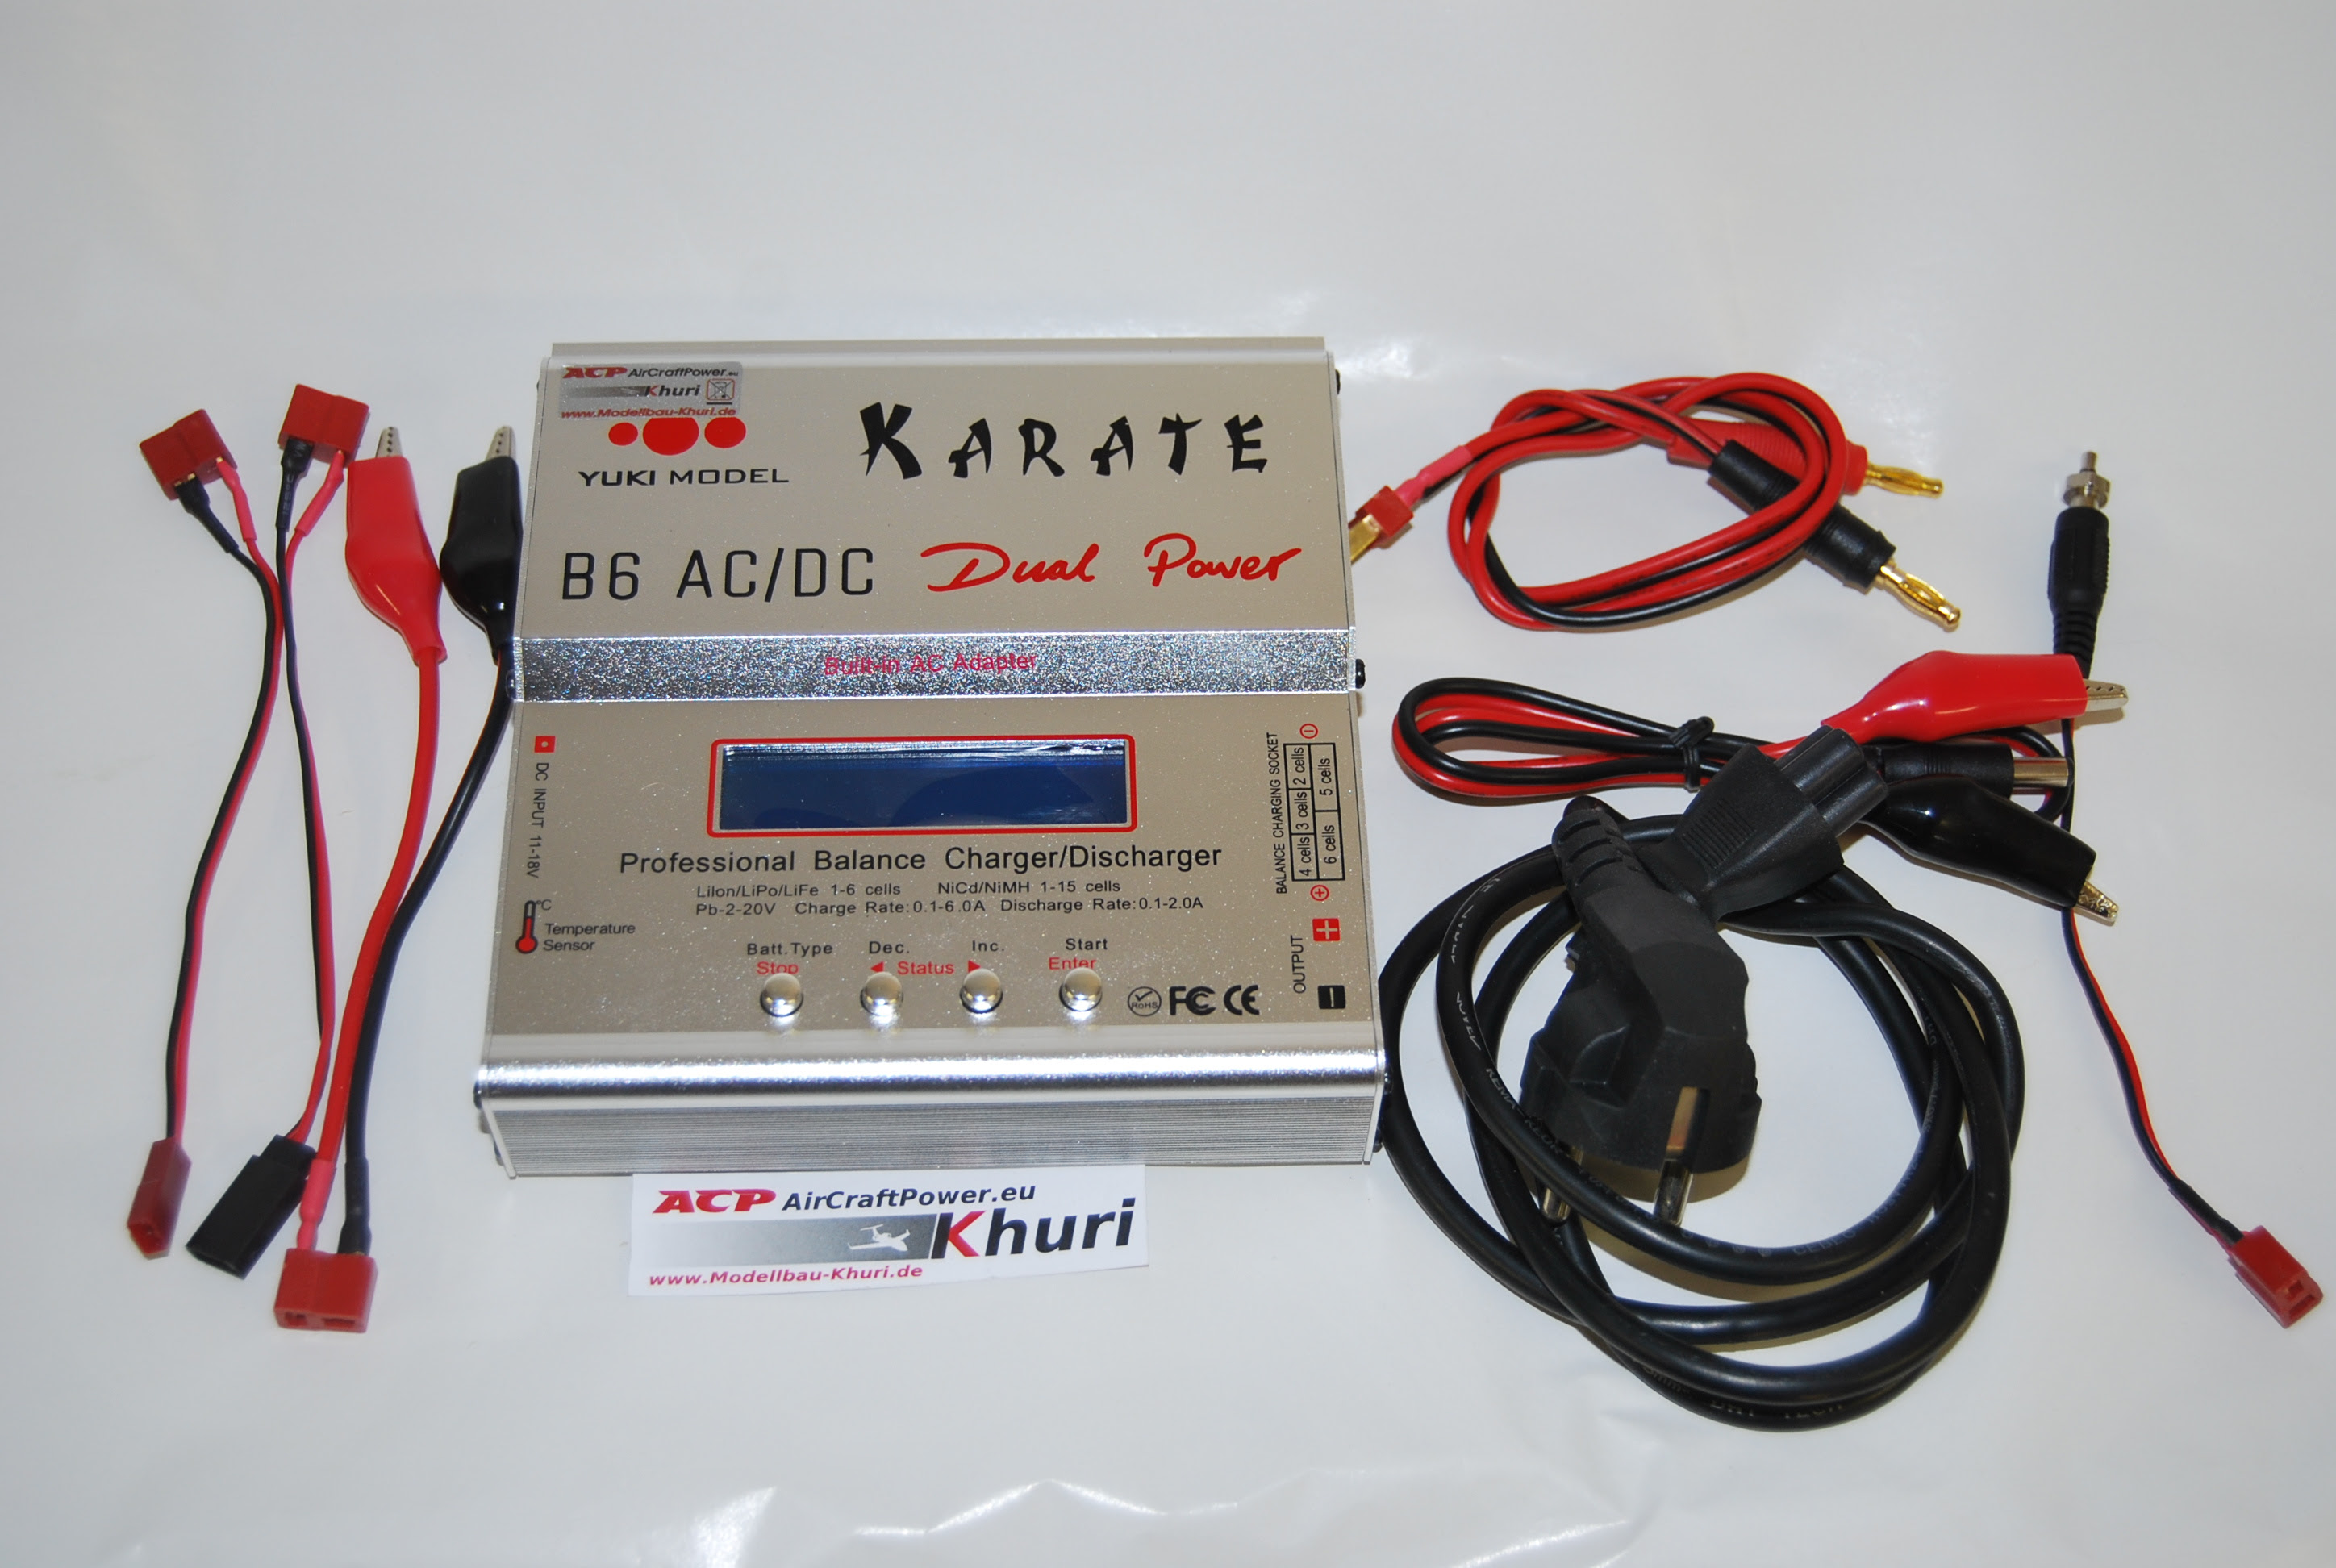 ACP AirCraftPower.eu
Khuri
www.Modellbau-Khuri.de
YUKI MODEL
KARATE
B6 AC/DC Dual Power
Built-in AC Adapter
DC INPUT 11-18V
BALANCE CHARGING SOCKET
4 cells 3 cells 2 cells
6 cells 5 cells
Professional Balance Charger/Discharger
LiIon/LiPo/LiFe 1-6 cells NiCd/NiMH 1-15 cells
Pb-2-20V Charge Rate:0.1-6.0A Discharge Rate:0.1-2.0A
°C
Temperature
Sensor
Batt.Type Dec. Inc. Start
Stop Status Enter
RoHS FC CE
OUTPUT
ACP AirCraftPower.eu
Khuri
www.Modellbau-Khuri.de